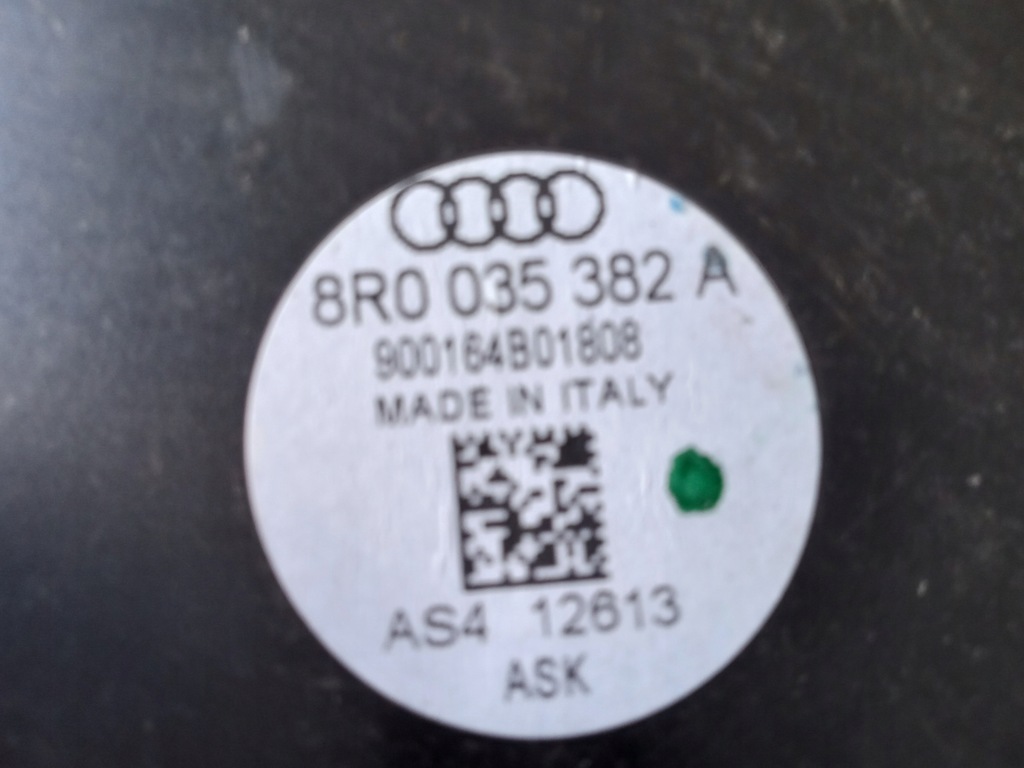 8R0 035 382 A
900164B01808
MADE IN ITALY
AS4 12613
ASK